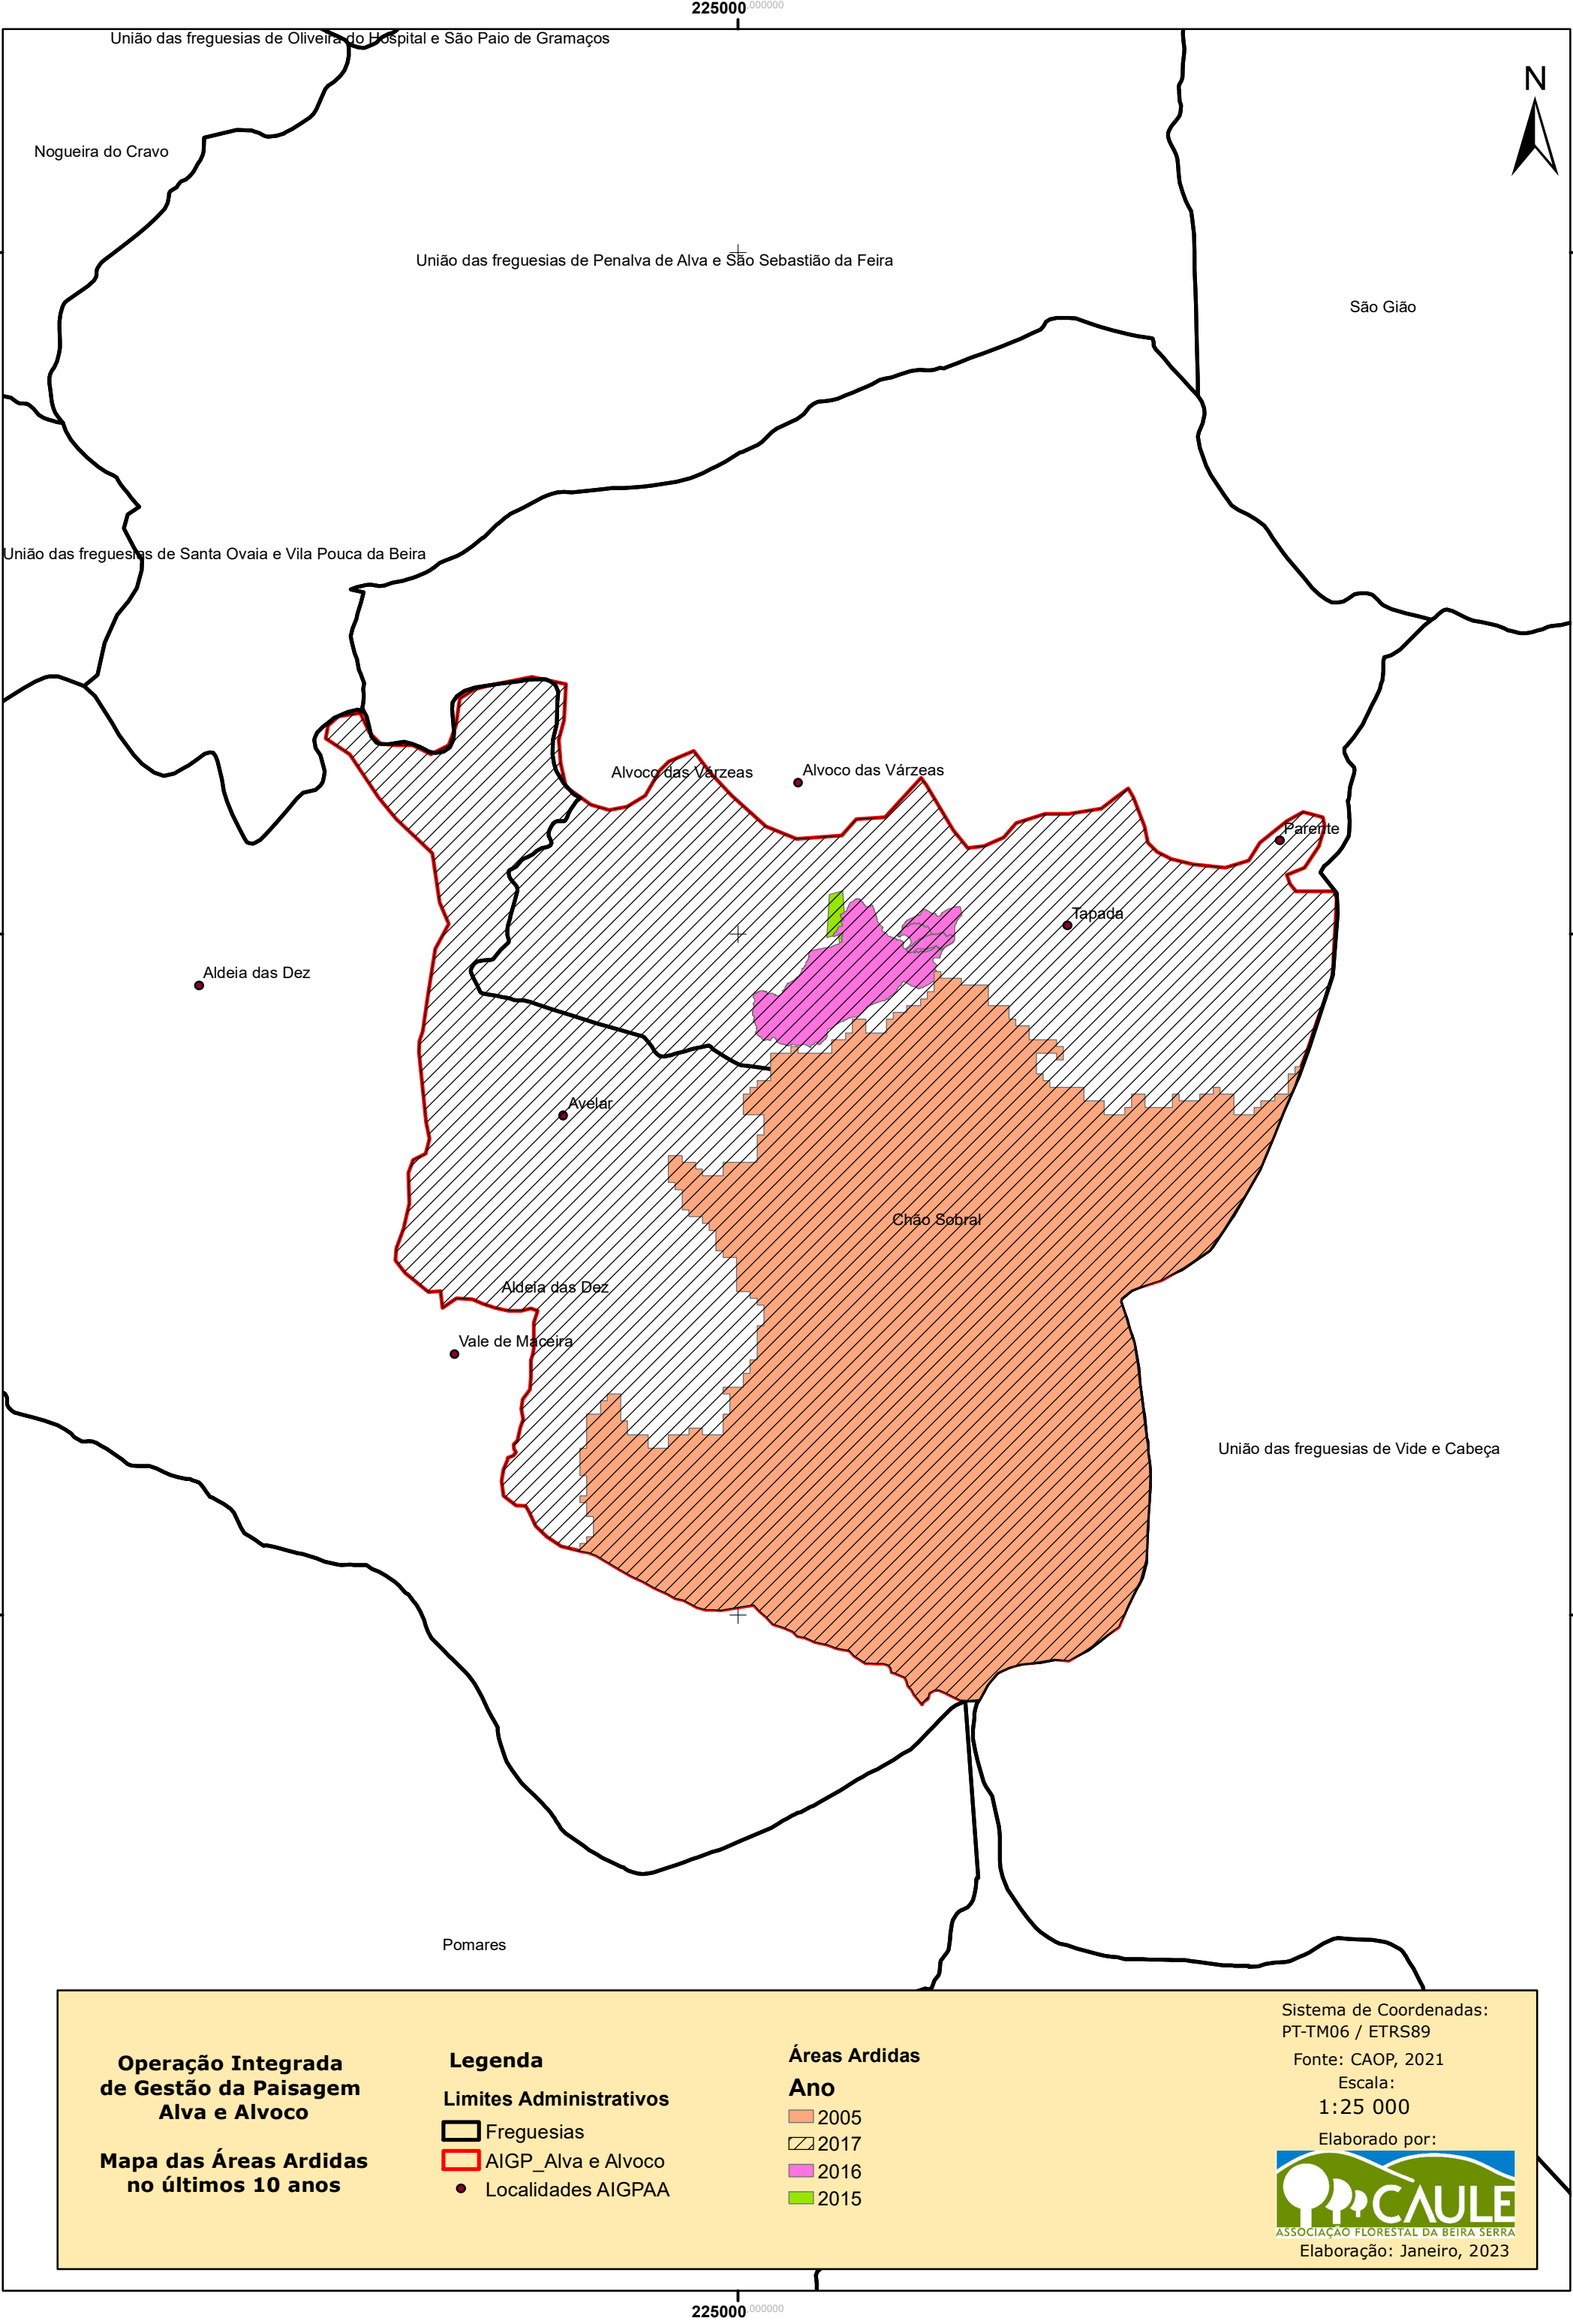 225000.000000
União das freguesias de Oliveira do Hospital e São Paio de Gramaços
N
Nogueira do Cravo
União das freguesias de Penalva de Alva e São Sebastião da Feira
São Gião
União das freguesias de Santa Ovaia e Vila Pouca da Beira
Alvoco das Várzeas
Alvoco das Várzeas
Parente
Tapada
Aldeia das Dez
Avelar
Chão Sobral
Aldeia das Dez
Vale de Maceira
União das freguesias de Vide e Cabeça
Pomares
Operação Integrada
de Gestão da Paisagem
Alva e Alvoco
Mapa das Áreas Ardidas
no últimos 10 anos
Legenda
Limites Administrativos
Freguesias
AIGP_Alva e Alvoco
Localidades AIGPAA
Áreas Ardidas
Ano
2005
2017
2016
2015
Sistema de Coordenadas:
PT-TM06 / ETRS89
Fonte: CAOP, 2021
Escala:
1:25 000
Elaborado por:
CAULE
ASSOCIAÇÃO FLORESTAL DA BEIRA SERRA
Elaboração: Janeiro, 2023
225000.000000